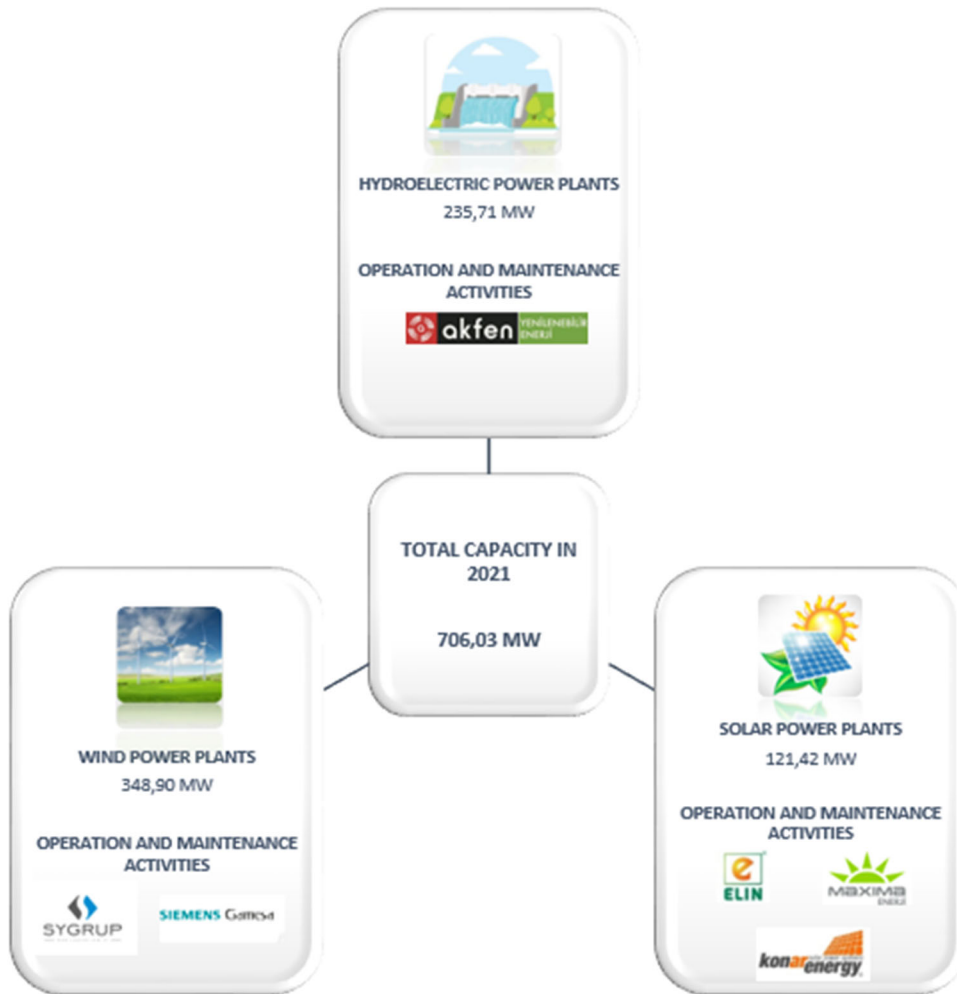 HYDROELECTRIC POWER PLANTS
235,71 MW
OPERATION AND MAINTENANCE
ACTIVITIES
akfen YENİLENEBİLİR
ENERJİ
TOTAL CAPACITY IN
2021
706,03 MW
WIND POWER PLANTS
348,90 MW
OPERATION AND MAINTENANCE
ACTIVITIES
SYGRUP
SIEMENS Gamesa
SOLAR POWER PLANTS
121,42 MW
OPERATION AND MAINTENANCE
ACTIVITIES
e
ELIN
MAXIMA
ENERJİ
konarenergy